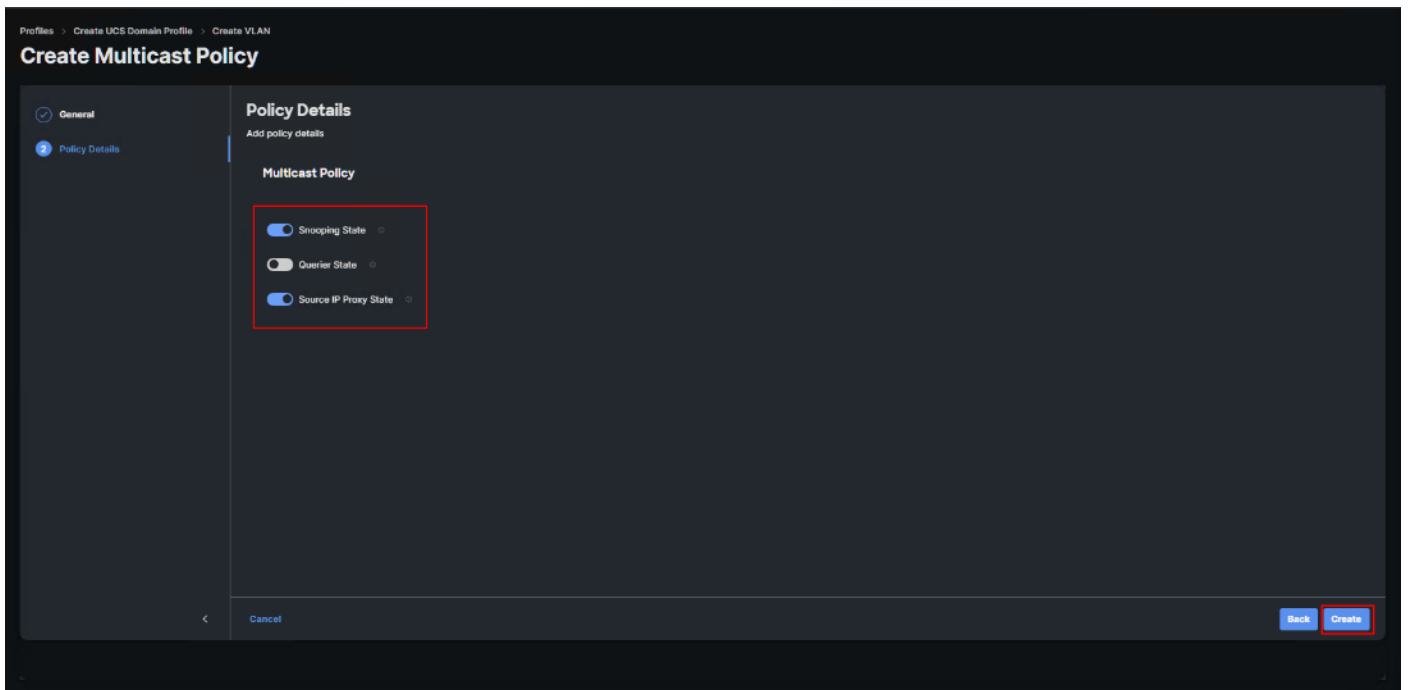 Profiles > Create UCS Domain Profile > Create VLAN
Create Multicast Policy
General
2 Policy Details
Policy Details
Add policy details
Multicast Policy
Snooping State
Querier State
Source IP Proxy State
Cancel
Back Create